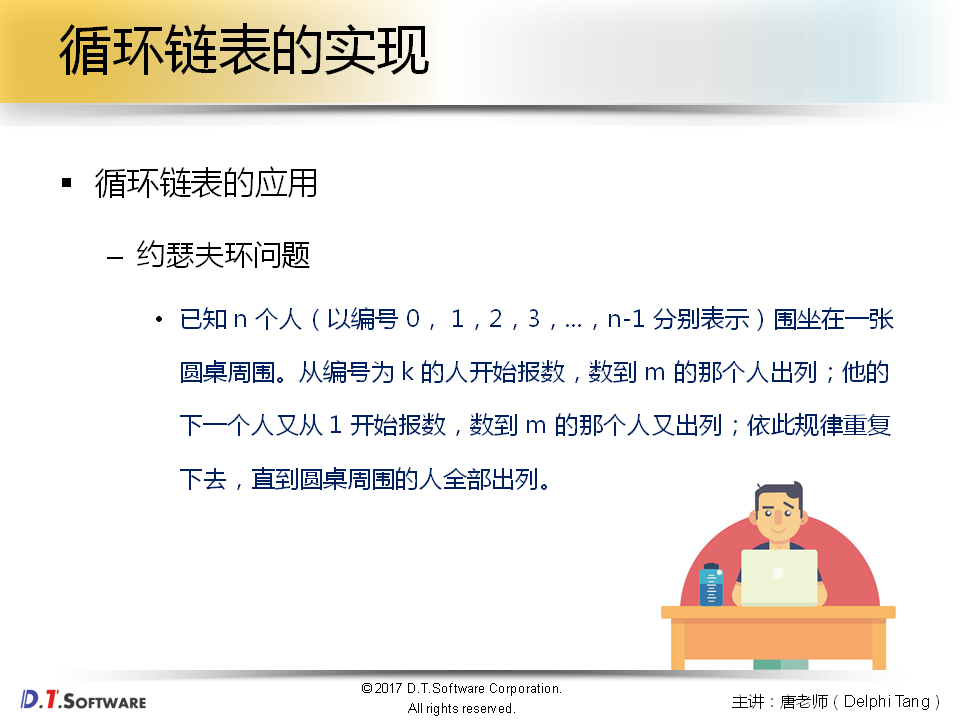 循环链表的实现
循环链表的应用
– 约瑟夫环问题
• 已知 n 个人（以编号 0， 1，2，3，...，n-1 分别表示）围坐在一张
圆桌周围。从编号为 k 的人开始报数，数到 m 的那个人出列；他的
下一个人又从 1 开始报数，数到 m 的那个人又出列；依此规律重复
下去，直到圆桌周围的人全部出列。
D.T.SOFTWARE
©2017 D.T.Software Corporation.
All rights reserved.
主讲：唐老师（Delphi Tang）